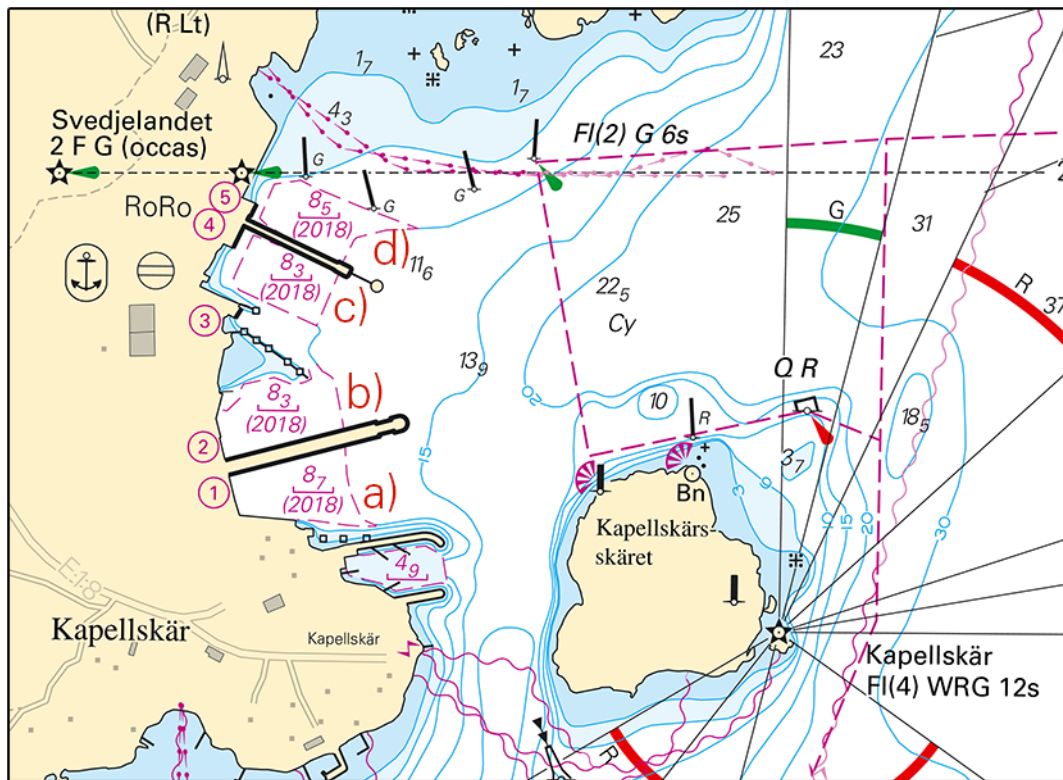 (R Lt)
23
1₇
1₇
4₃
Svedjelandet
2 F G (occas)
Fl(2) G 6s
G
G
G
RoRo
5
4
8₅
(2018)
d)
11₆
25
G
31
R
37
8₃
(2018)
c)
22₅
Cy
3
13₉
Q R
8₃
(2018)
b)
20
10
R
18₅
2
1
8₇
(2018)
a)
15
3₇
Bn
3
6
10
15
20
30
Kapellskärs-
skäret
4₉
E18
Kapellskär
Kapellskär
Kapellskär
Fl(4) WRG 12s
R